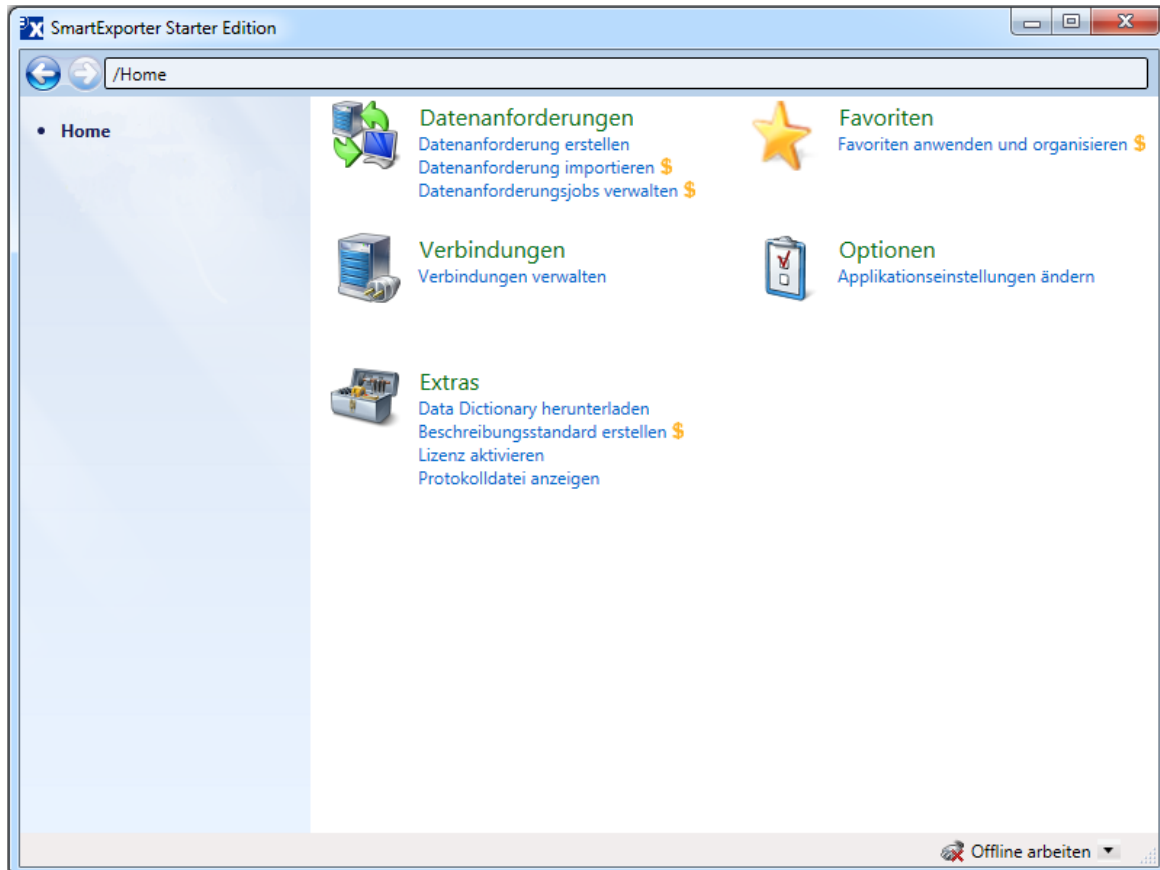 SmartExporter Starter Edition
/Home
• Home
Datenanforderungen
Datenanforderung erstellen
Datenanforderung importieren $
Datenanforderungsjobs verwalten $
Favoriten
Favoriten anwenden und organisieren $
Verbindungen
Verbindungen verwalten
Optionen
Applikationseinstellungen ändern
Extras
Data Dictionary herunterladen
Beschreibungsstandard erstellen $
Lizenz aktivieren
Protokolldatei anzeigen
Offline arbeiten